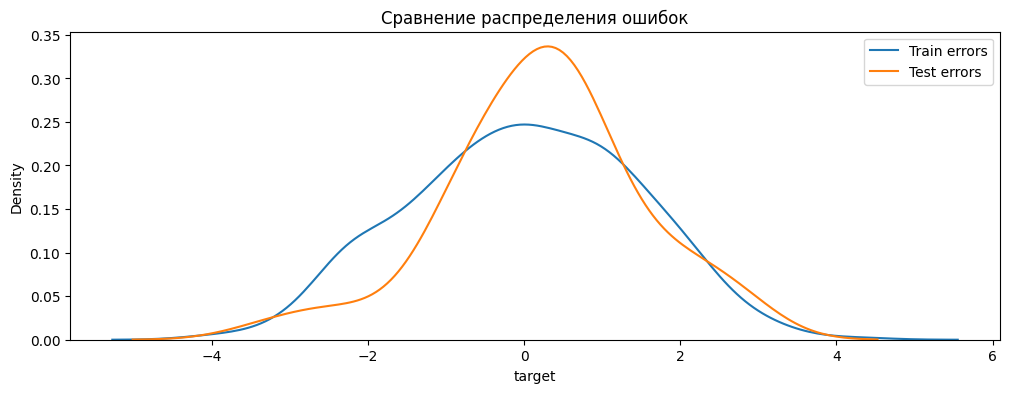 Сравнение распределения ошибок
Train errors
Test errors
Density
0.35
0.30
0.25
0.20
0.15
0.10
0.05
0.00
−4 −2 0 2 4 6
target